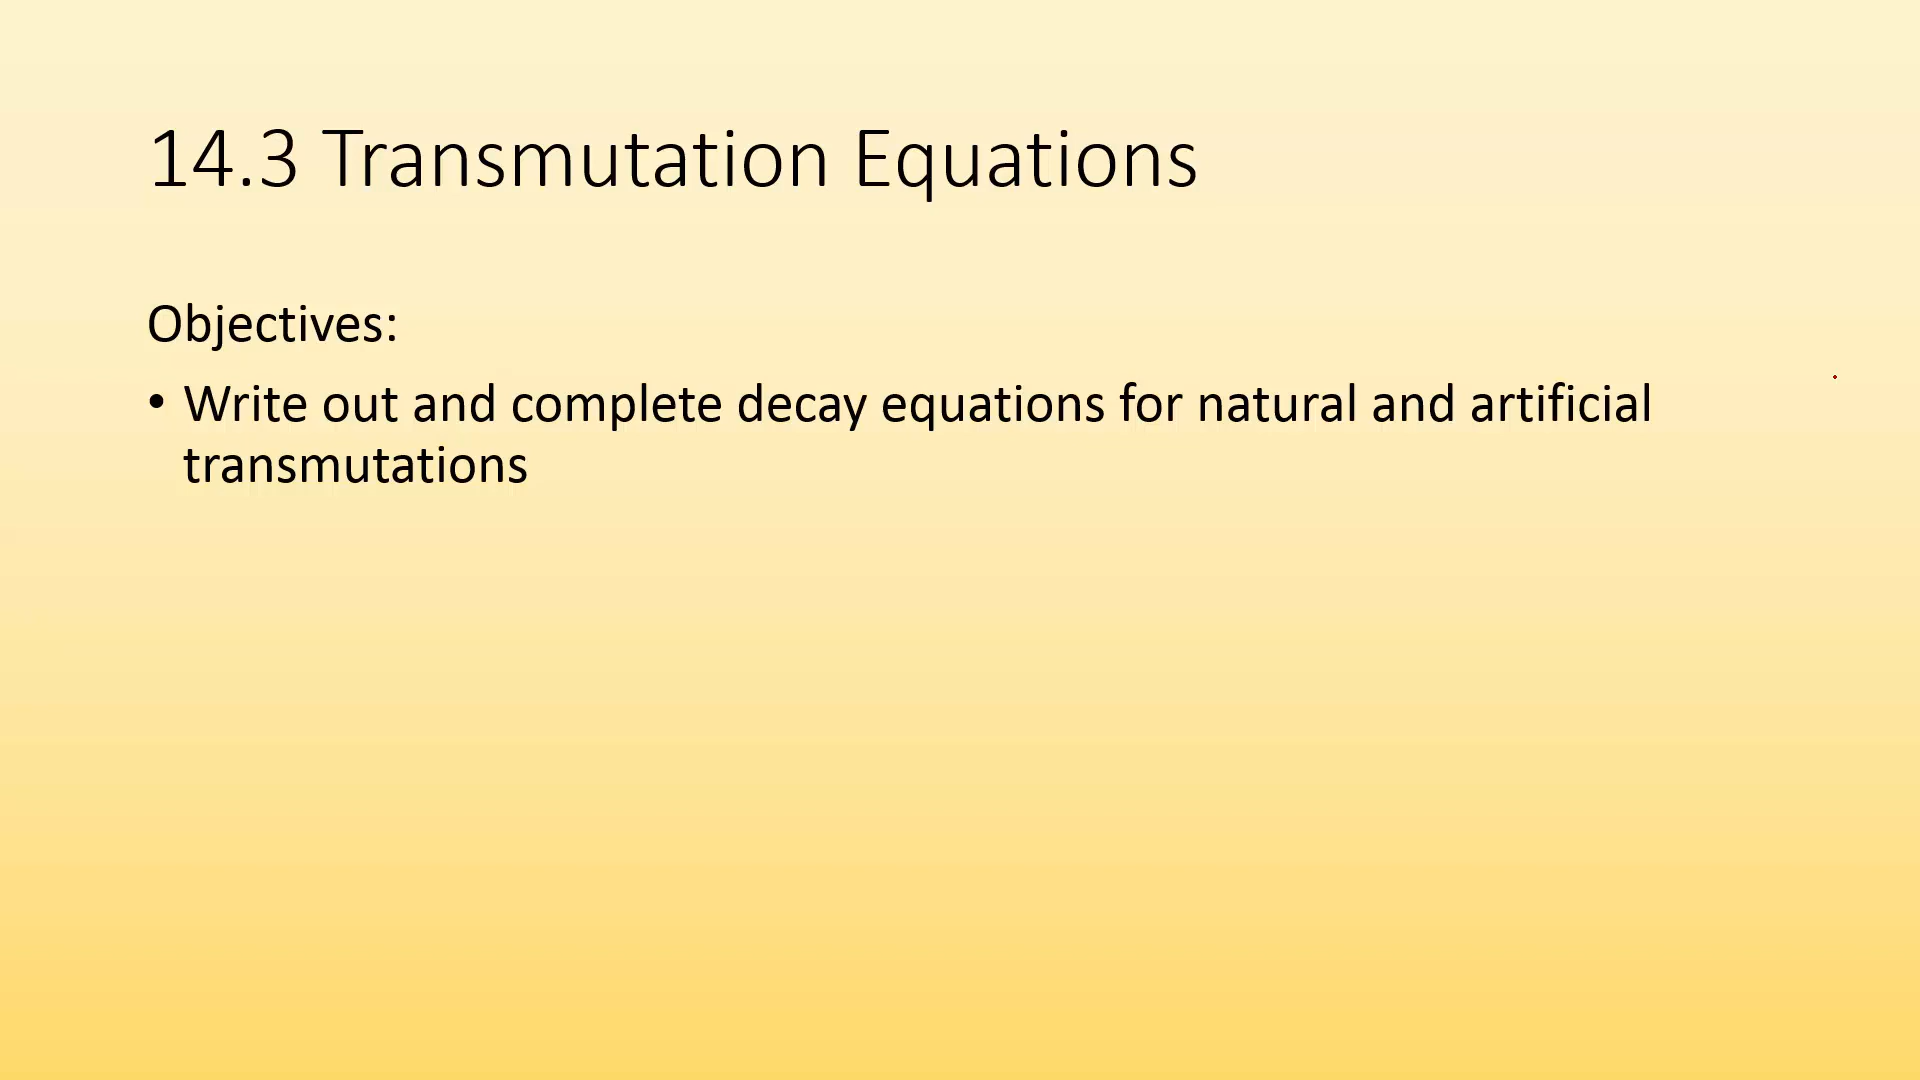 14.3 Transmutation Equations
Objectives:
• Write out and complete decay equations for natural and artificial
transmutations